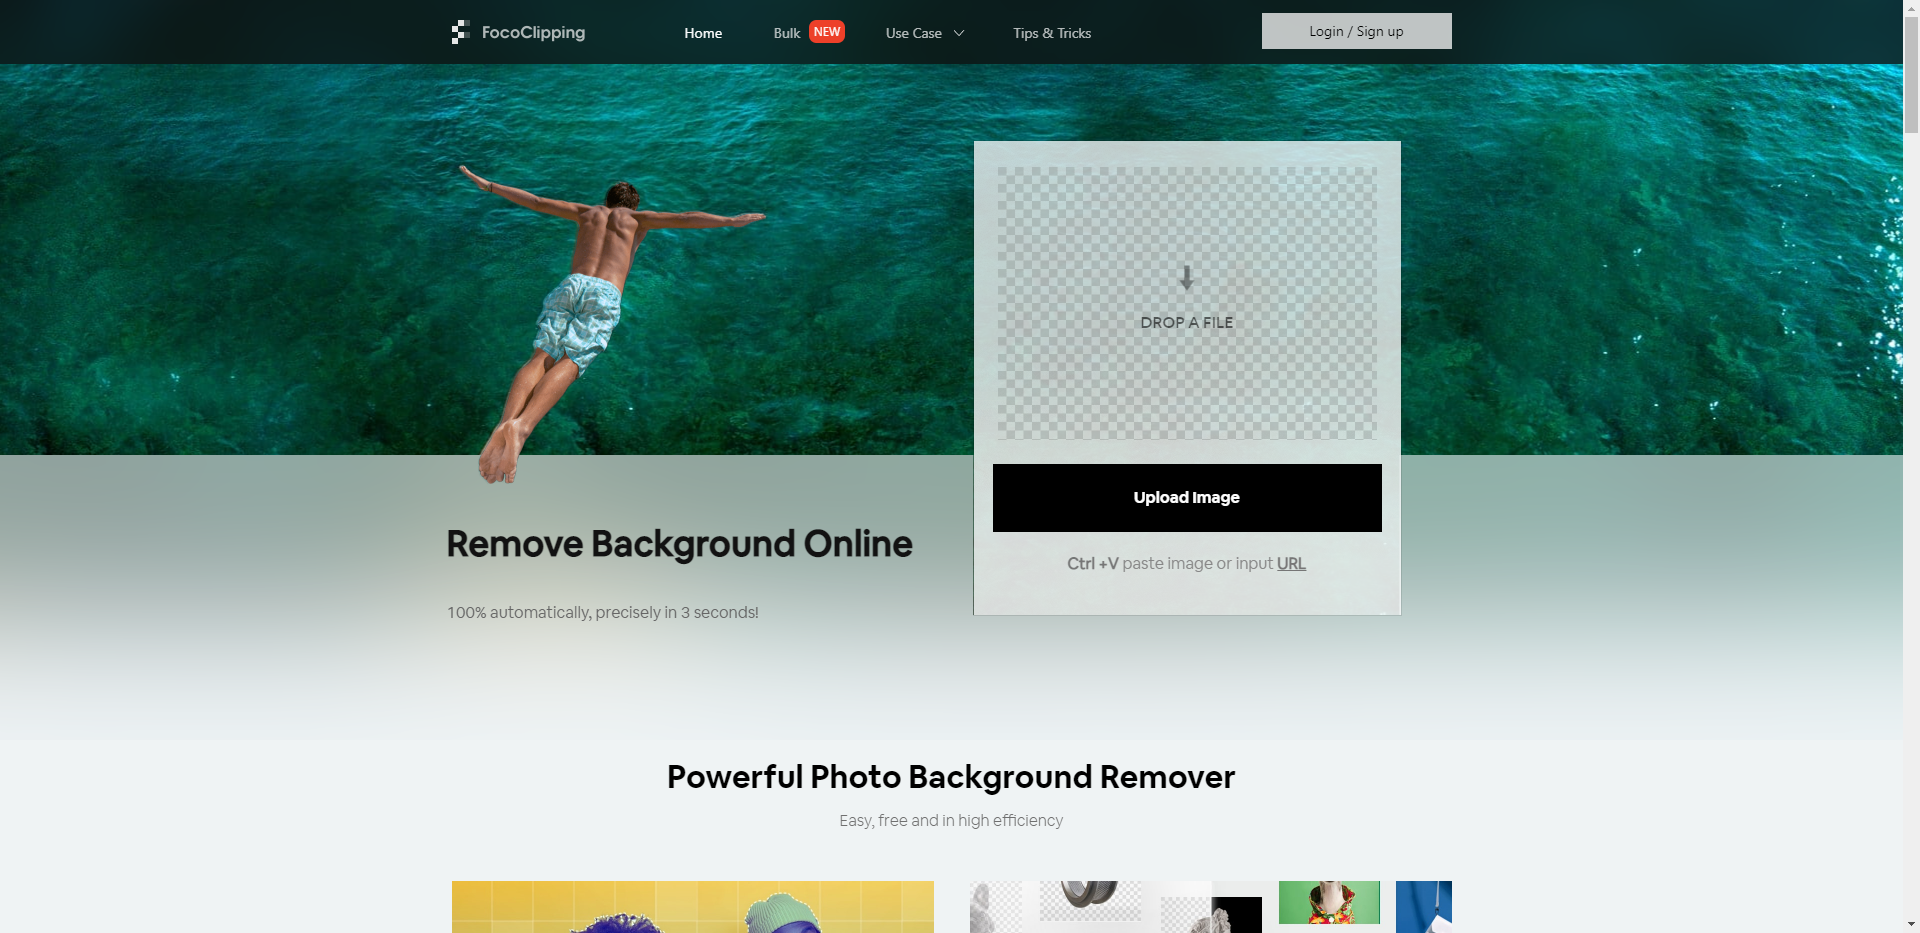 FocoClipping
Home
Bulk NEW
Use Case
Tips & Tricks
Login / Sign up
DROP A FILE
Upload Image
Ctrl +V paste image or input URL
Remove Background Online
100% automatically, precisely in 3 seconds!
Powerful Photo Background Remover
Easy, free and in high efficiency